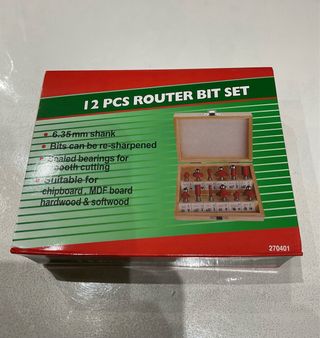 12 PCS ROUTER BIT SET
• 6.35mm shank
• Bits can be re-sharpened
• Sealed bearings for
smooth cutting
• Suitable for
chipboard, MDF board
hardwood & softwood
270401